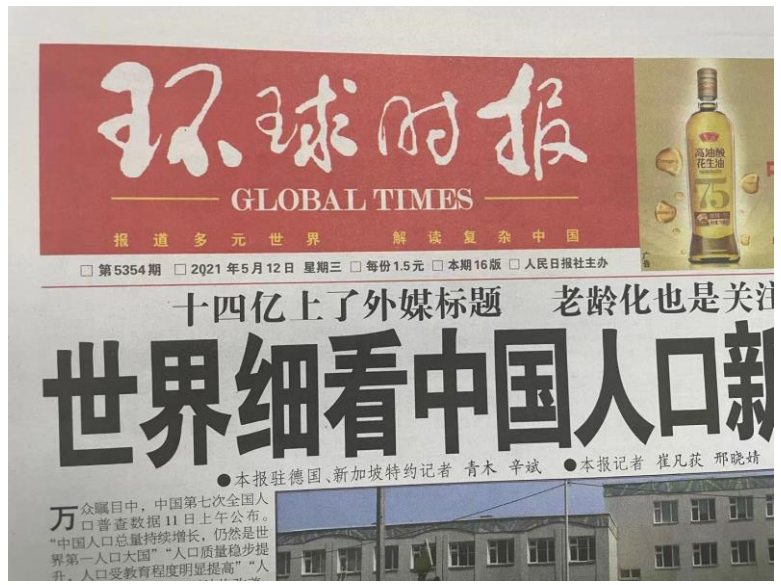 环球时报
GLOBAL TIMES
报道多元世界 解读复杂中国
□ 第5354期 □ 2021年5月12日 星期三 □ 每份1.5元 □ 本期16版 □ 人民日报社主办
高油酸
花生油
75
广告
十四亿上了外媒标题 老龄化也是关注
世界细看中国人口新
●本报驻德国、新加坡特约记者 青木 辛斌 ●本报记者 崔凡荻 邢晓婧
万众瞩目中，中国第七次全国人
口普查数据11日上午公布。
“中国人口总量持续增长，仍然是世
界第一人口大国”“人口质量稳步提
升，人口受教育程度明显提高”“人